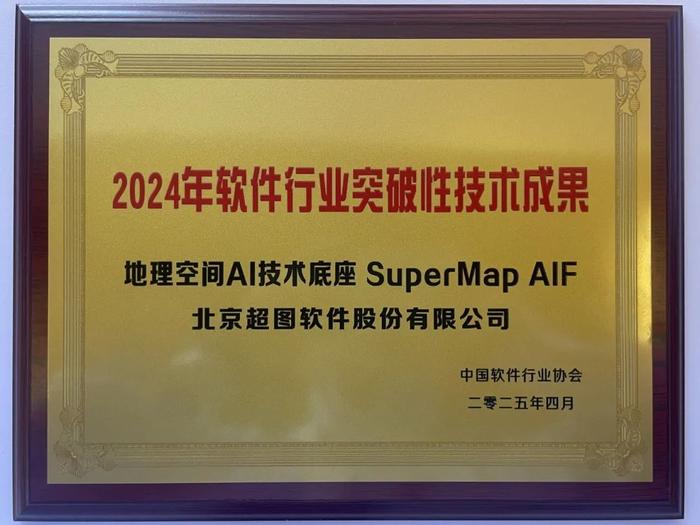 2024年软件行业突破性技术成果
地理空间AI技术底座 SuperMap AIF
北京超图软件股份有限公司
中国软件行业协会
二零二五年四月